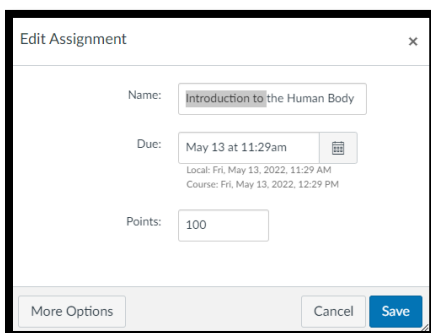 Edit Assignment ×
Name: Introduction to the Human Body
Due: May 13 at 11:29am
Local: Fri, May 13, 2022, 11:29 AM
Course: Fri, May 13, 2022, 12:29 PM
Points: 100
More Options Cancel Save